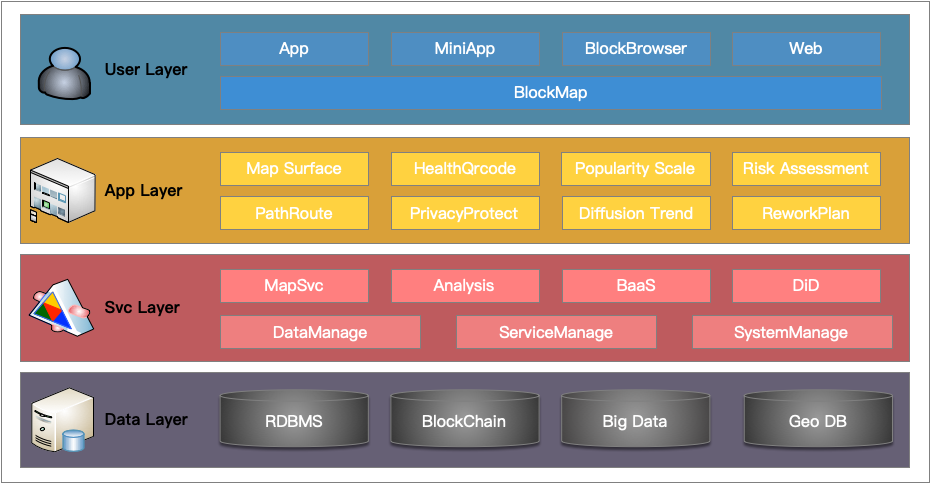 User Layer
App
MiniApp
BlockBrowser
Web
BlockMap
App Layer
Map Surface
HealthQrcode
Popularity Scale
Risk Assessment
PathRoute
PrivacyProtect
Diffusion Trend
ReworkPlan
Svc Layer
MapSvc
Analysis
BaaS
DiD
DataManage
ServiceManage
SystemManage
Data Layer
RDBMS
BlockChain
Big Data
Geo DB